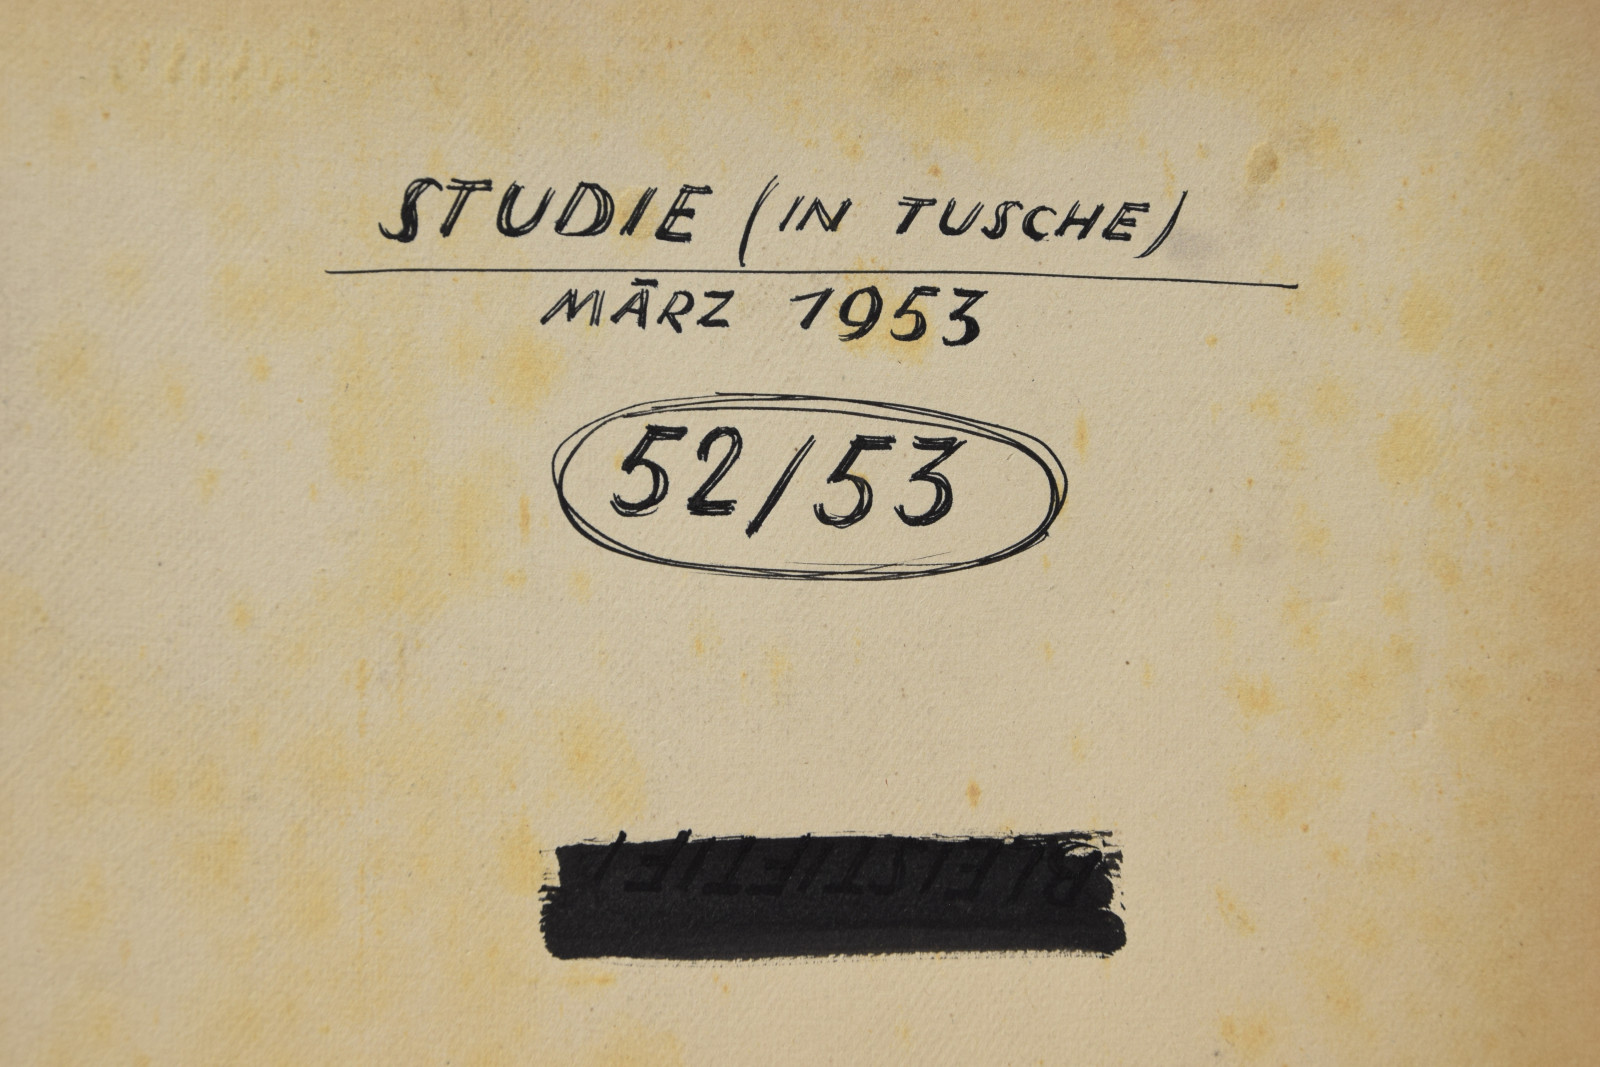 STUDIE (IN TUSCHE)
MÄRZ 1953
52/53